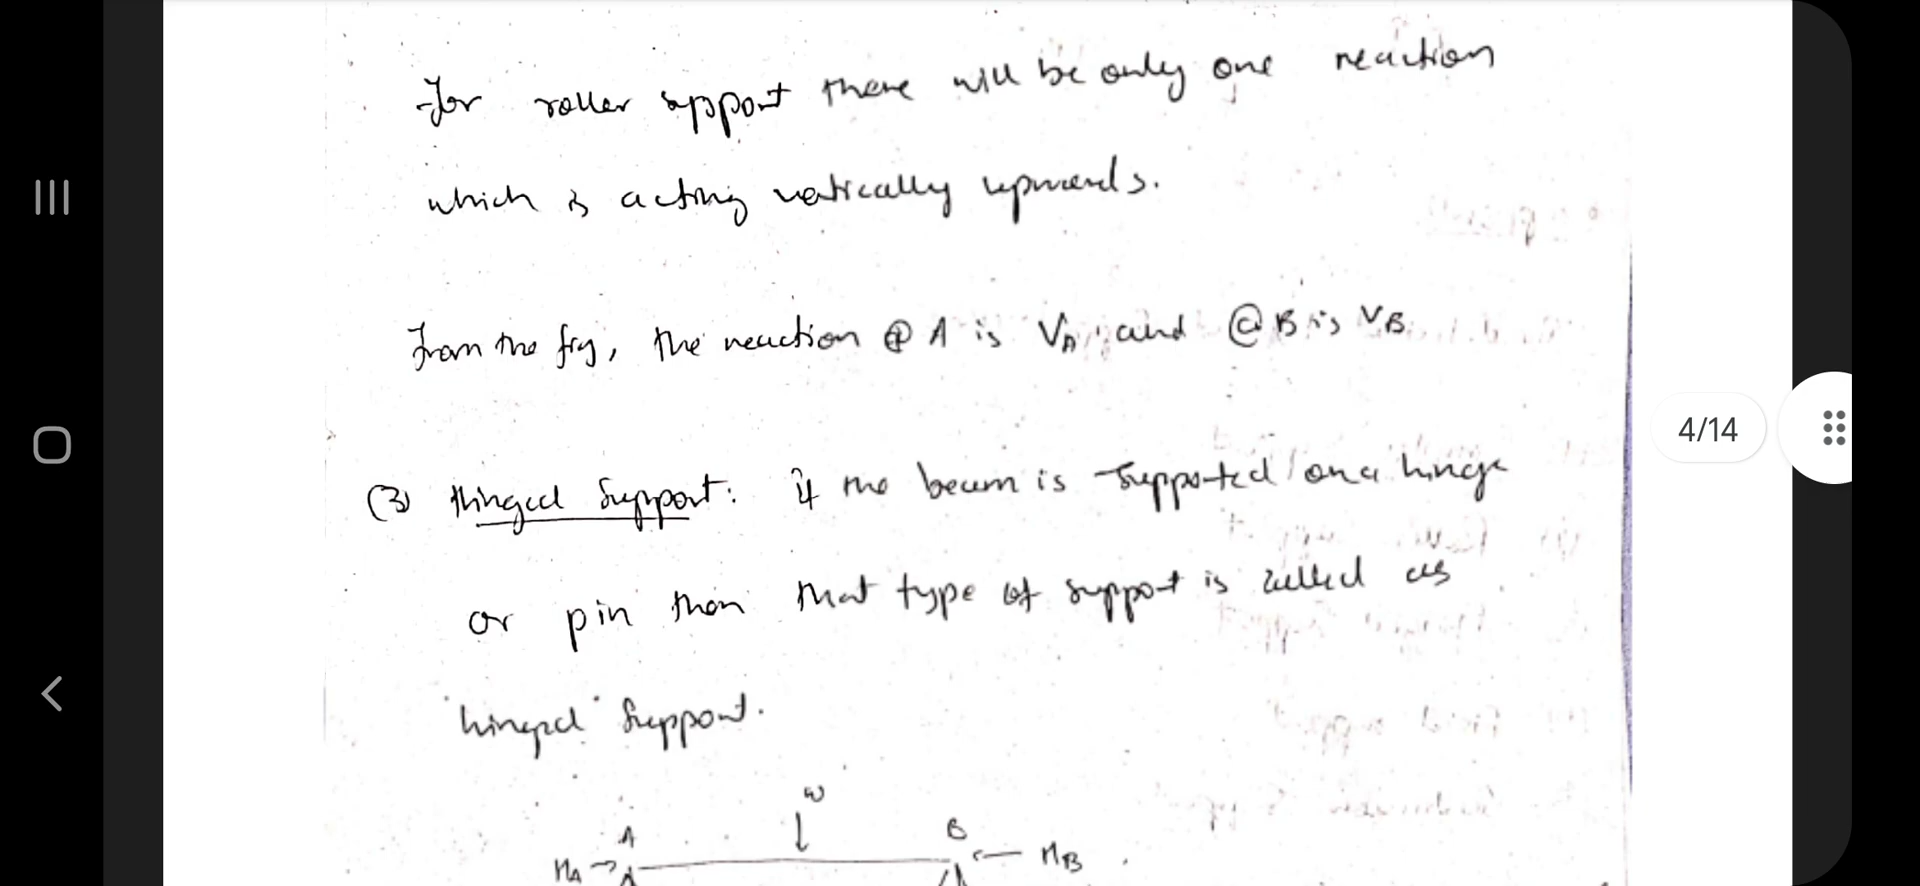 for roller support there will be only one reaction
which is acting vertically upwards.
from the fig, the reaction @ A is VA and @ B is VB
4/14
(3) Hinged Support: if the beam is supported on a hinge
or pin then that type of support is called as
'hinged' support.
w
A B
HA HB